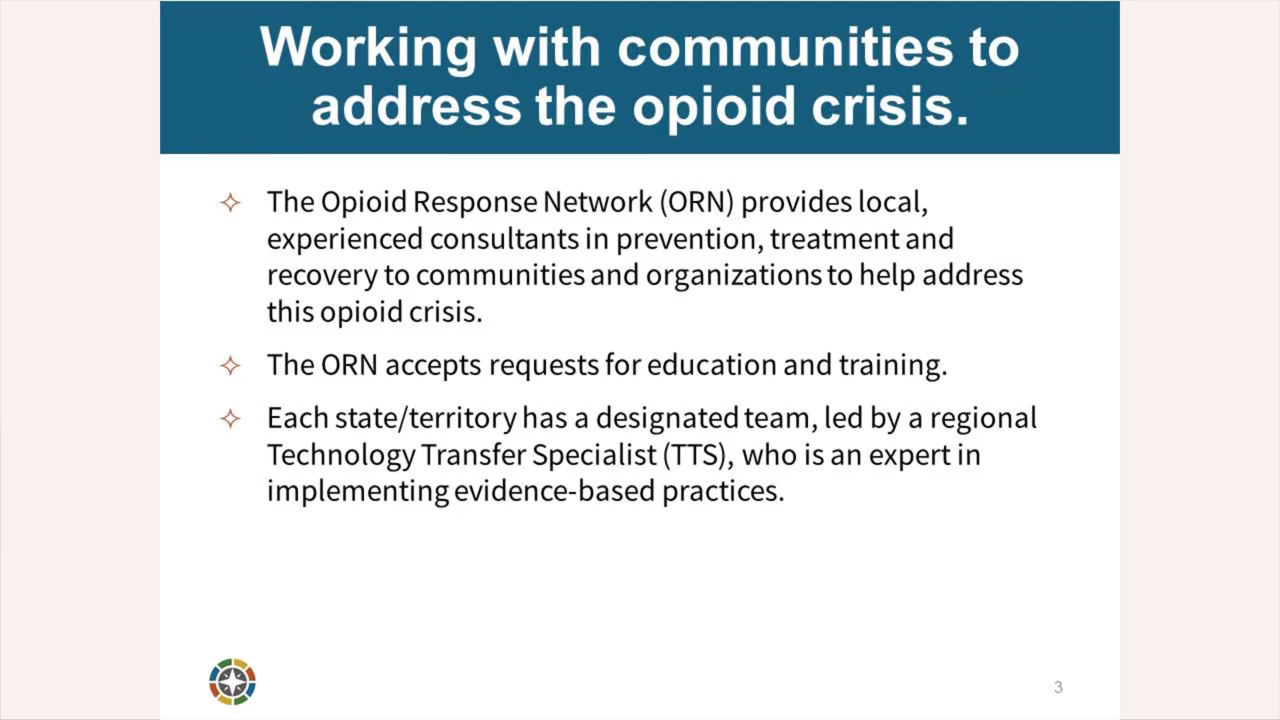 Working with communities to
address the opioid crisis.
The Opioid Response Network (ORN) provides local,
experienced consultants in prevention, treatment and
recovery to communities and organizations to help address
this opioid crisis.
The ORN accepts requests for education and training.
Each state/territory has a designated team, led by a regional
Technology Transfer Specialist (TTS), who is an expert in
implementing evidence-based practices.
3